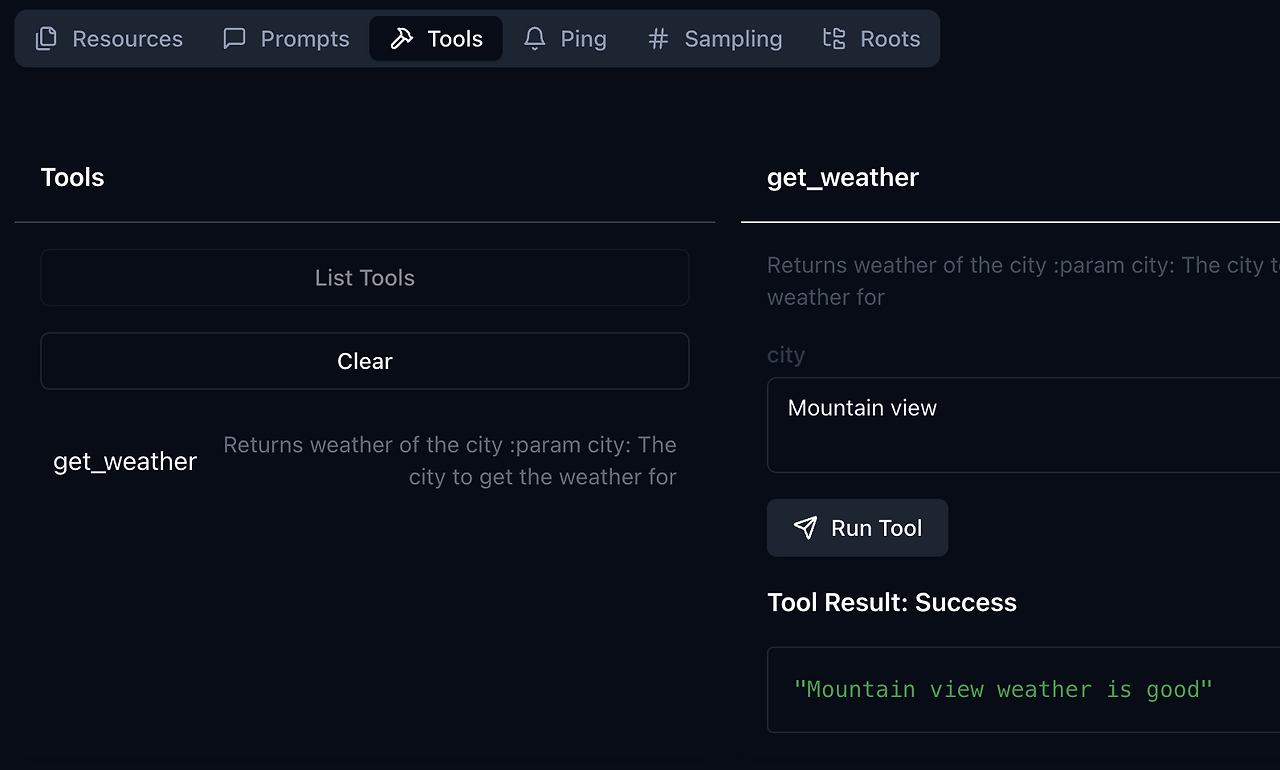 Resources Prompts Tools Ping # Sampling Roots
Tools
List Tools
Clear
get_weather
Returns weather of the city :param city: The
city to get the weather for
get_weather
Returns weather of the city :param city: The city
weather for
city
Mountain view
Run Tool
Tool Result: Success
"Mountain view weather is good"